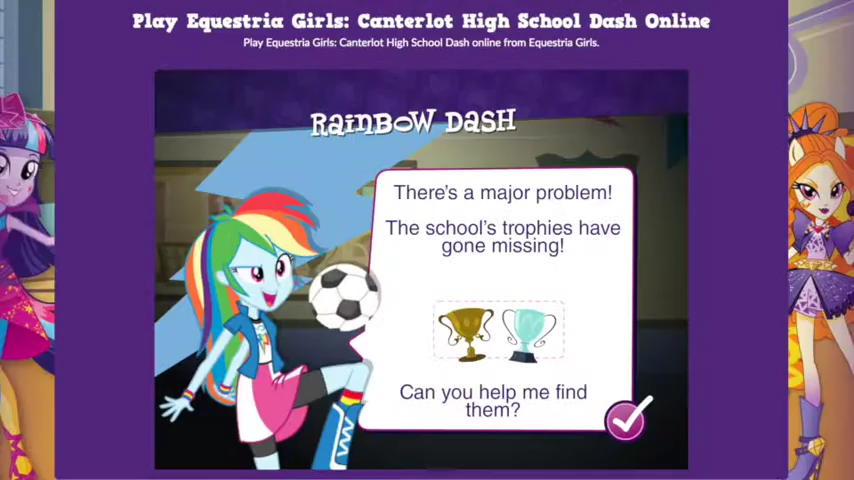 Play Equestria Girls: Canterlot High School Dash Online
Play Equestria Girls: Canterlot High School Dash online from Equestria Girls.
RainBOW DasH
There's a major problem!
The school's trophies have
gone missing!
Can you help me find
them?